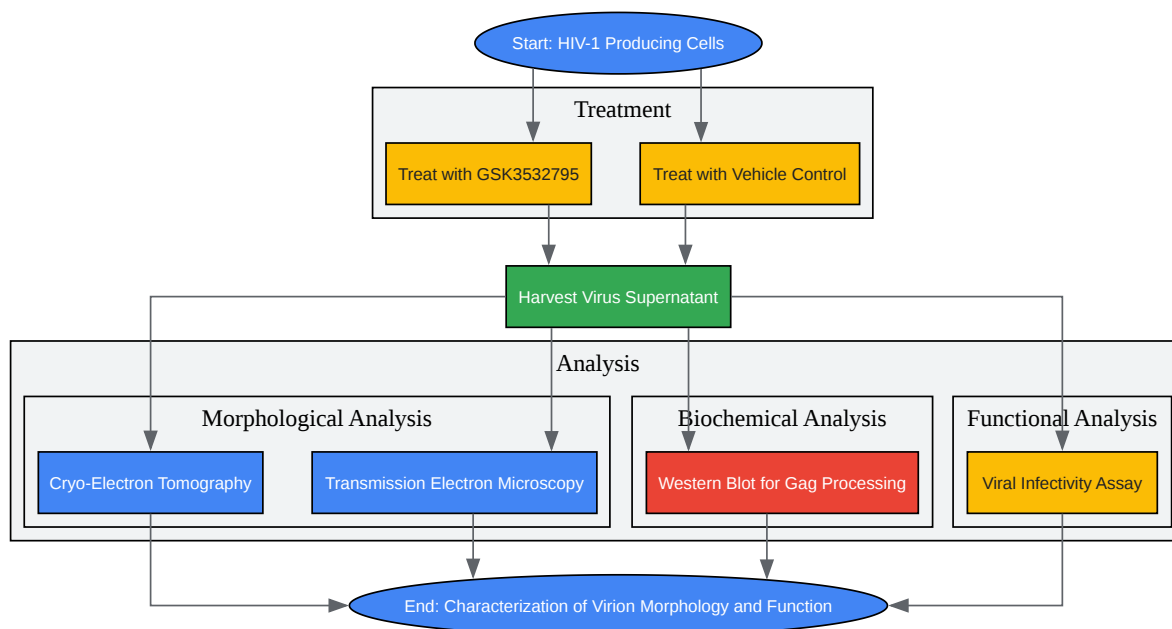 Start: HIV-1 Producing Cells
Treatment
Treat with GSK3532795
Treat with Vehicle Control
Harvest Virus Supernatant
Analysis
Morphological Analysis
Biochemical Analysis
Functional Analysis
Cryo-Electron Tomography
Transmission Electron Microscopy
Western Blot for Gag Processing
Viral Infectivity Assay
End: Characterization of Virion Morphology and Function